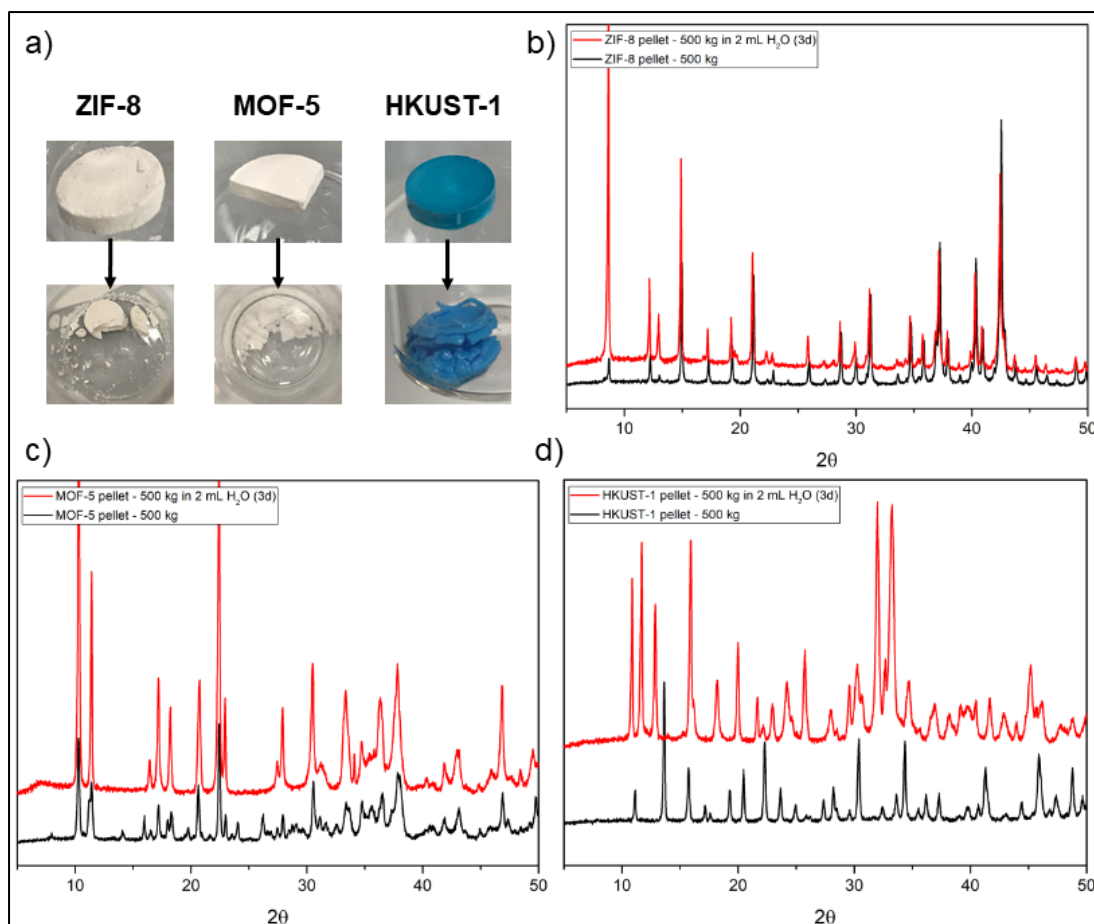 a)
ZIF-8 MOF-5 HKUST-1
b)
ZIF-8 pellet - 500 kg in 2 mL H₂O (3d)
ZIF-8 pellet - 500 kg
10 20 30 40 50
2θ
c)
MOF-5 pellet - 500 kg in 2 mL H₂O (3d)
MOF-5 pellet - 500 kg
10 20 30 40 50
2θ
d)
HKUST-1 pellet - 500 kg in 2 mL H₂O (3d)
HKUST-1 pellet - 500 kg
10 20 30 40 50
2θ